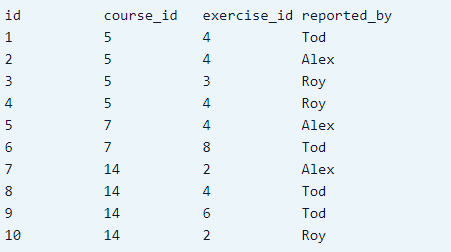 id course_id exercise_id reported_by
1 5 4 Tod
2 5 4 Alex
3 5 3 Roy
4 5 4 Roy
5 7 4 Alex
6 7 8 Tod
7 14 2 Alex
8 14 4 Tod
9 14 6 Tod
10 14 2 Roy